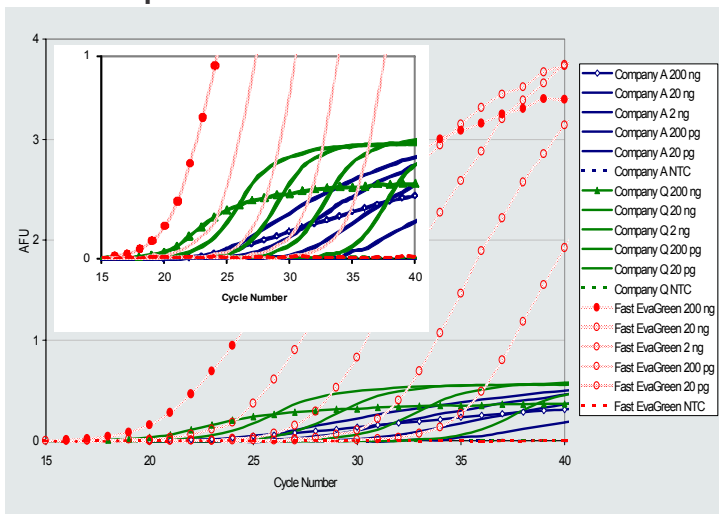 4
3
2
1
0
AFU
15
20
25
30
35
40
Cycle Number
1
0
15
20
25
30
35
40
Cycle Number
Company A 200 ng
Company A 20 ng
Company A 2 ng
Company A 200 pg
Company A 20 pg
Company A NTC
Company Q 200 ng
Company Q 20 ng
Company Q 2 ng
Company Q 200 pg
Company Q 20 pg
Company Q NTC
Fast EvaGreen 200 ng
Fast EvaGreen 20 ng
Fast EvaGreen 2 ng
Fast EvaGreen 200 pg
Fast EvaGreen 20 pg
Fast EvaGreen NTC